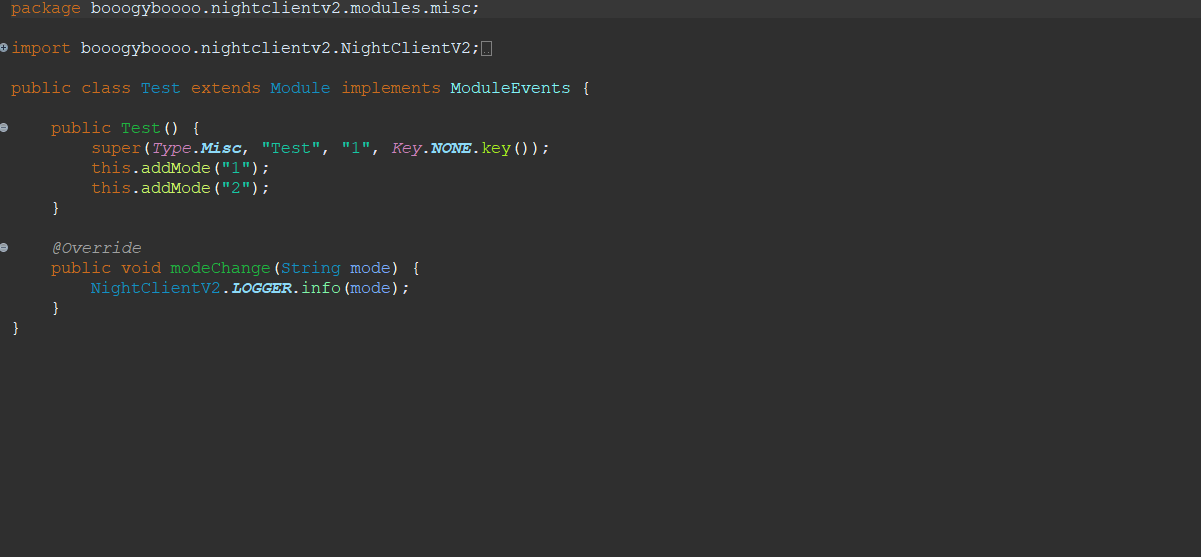 package booogyboooo.nightclientv2.modules.misc;
import booogyboooo.nightclientv2.NightClientV2;
public class Test extends Module implements ModuleEvents {
public Test() {
super(Type.Misc, "Test", "1", Key.NONE.key());
this.addMode("1");
this.addMode("2");
}
@Override
public void modeChange(String mode) {
NightClientV2.LOGGER.info(mode);
}
}